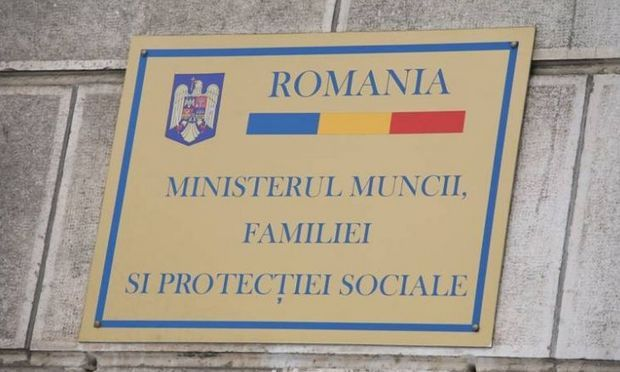 ROMANIA
MINISTERUL MUNCII,
FAMILIEI
SI PROTECȚIEI SOCIALE